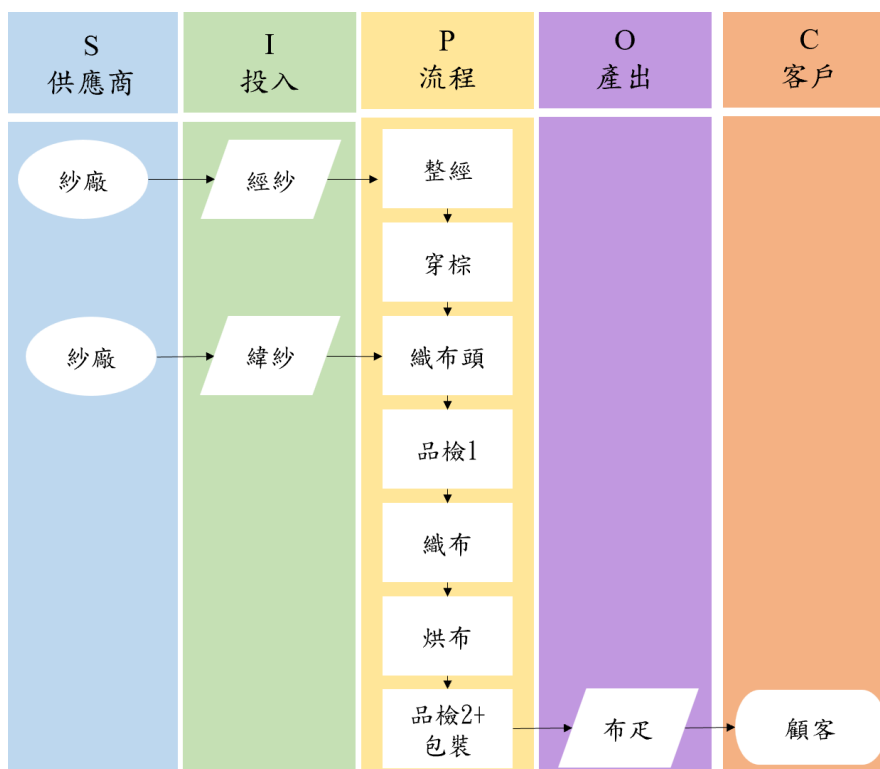 S
供應商
I
投入
P
流程
O
產出
C
客戶
紗廠
經紗
整經
穿棕
紗廠
緯紗
織布頭
品檢1
織布
烘布
品檢2+
包裝
布疋
顧客